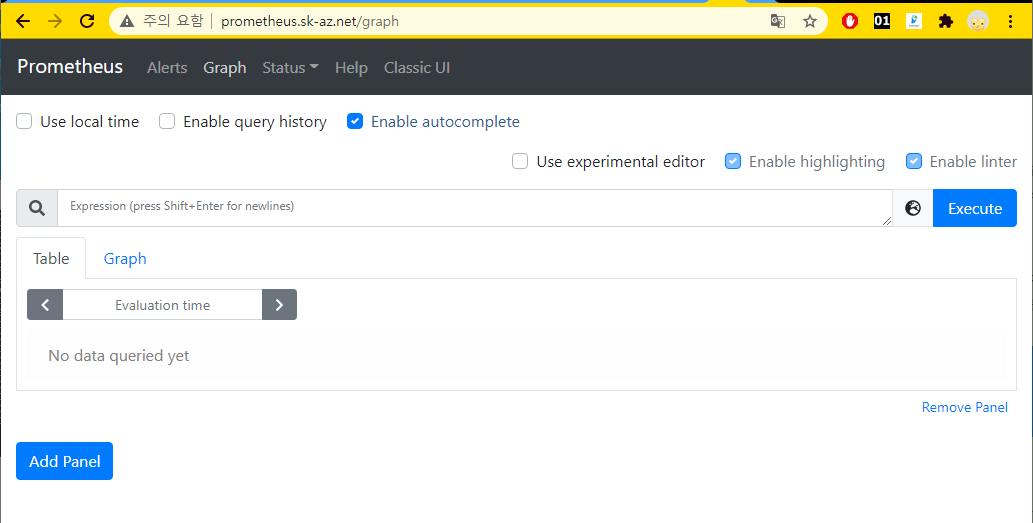 주의 요함 | prometheus.sk-az.net/graph
01
Prometheus Alerts Graph Status Help Classic UI
Use local time Enable query history Enable autocomplete
Use experimental editor Enable highlighting Enable linter
Expression (press Shift+Enter for newlines) Execute
Table Graph
Evaluation time
No data queried yet
Remove Panel
Add Panel